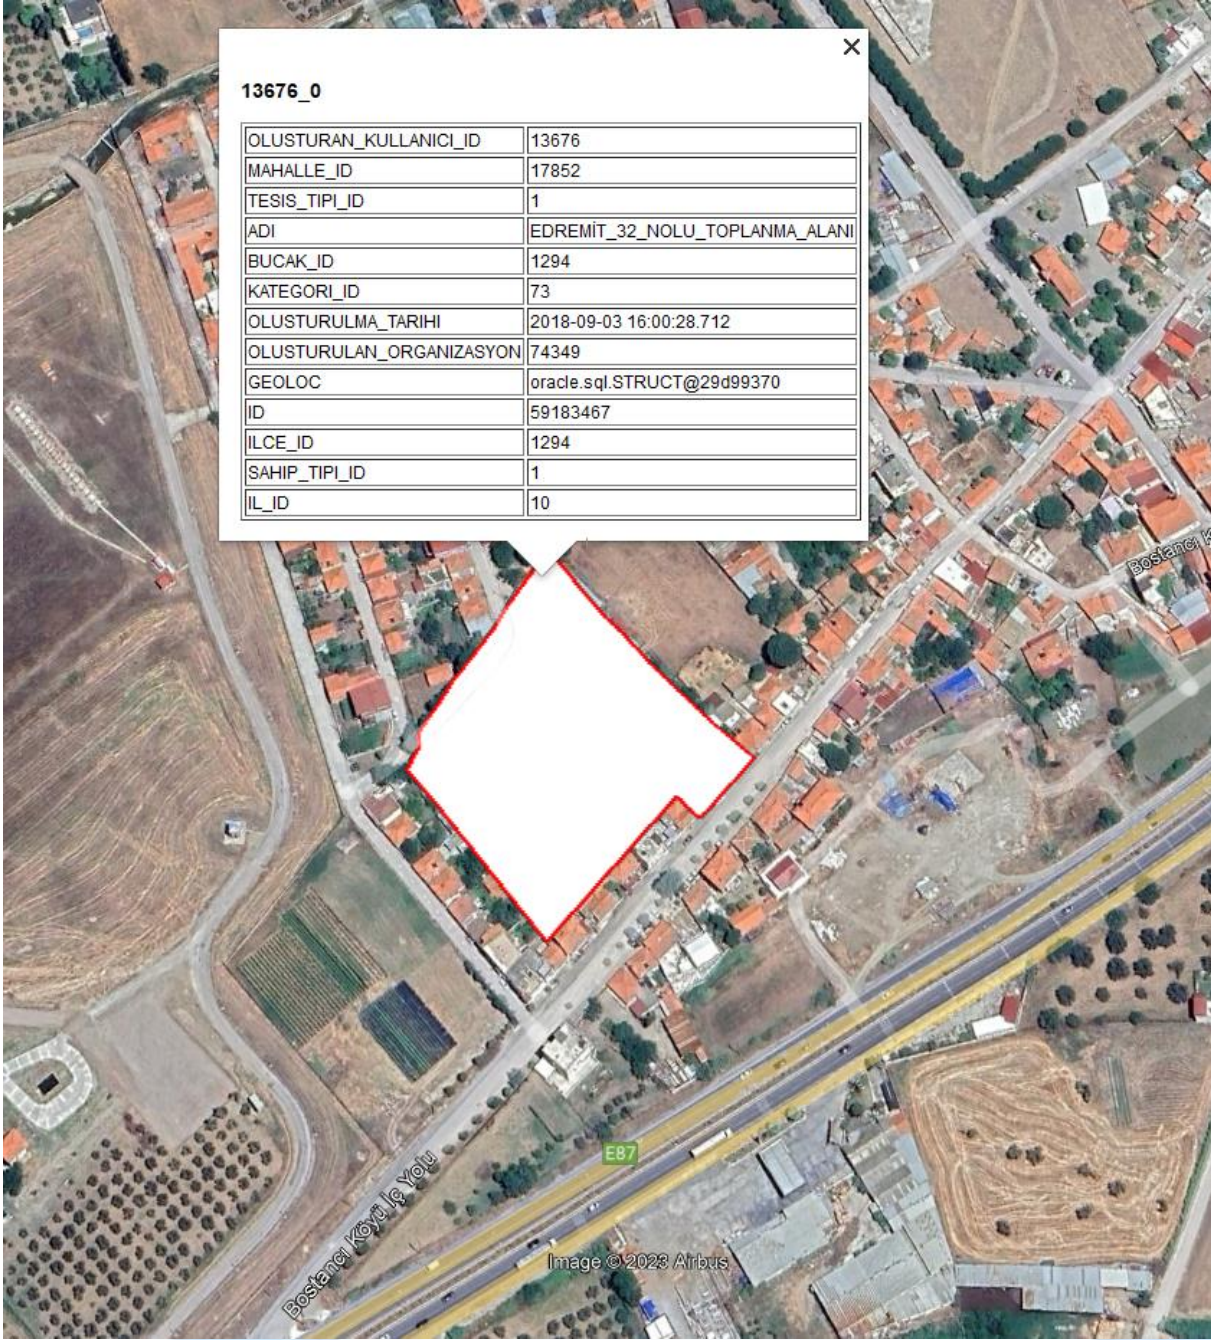 13676_0
OLUSTURAN_KULLANICI_ID 13676
MAHALLE_ID 17852
TESIS_TIPI_ID 1
ADI EDREMİT_32_NOLU_TOPLANMA_ALANI
BUCAK_ID 1294
KATEGORI_ID 73
OLUSTURULMA_TARIHI 2018-09-03 16:00:28.712
OLUSTURULAN_ORGANIZASYON 74349
GEOLOC oracle.sql.STRUCT@29d99370
ID 59183467
ILCE_ID 1294
SAHIP_TIPI_ID 1
IL_ID 10
Bostancı K
E87
Bostancı Köyü İç Yolu
Image © 2023 Airbus